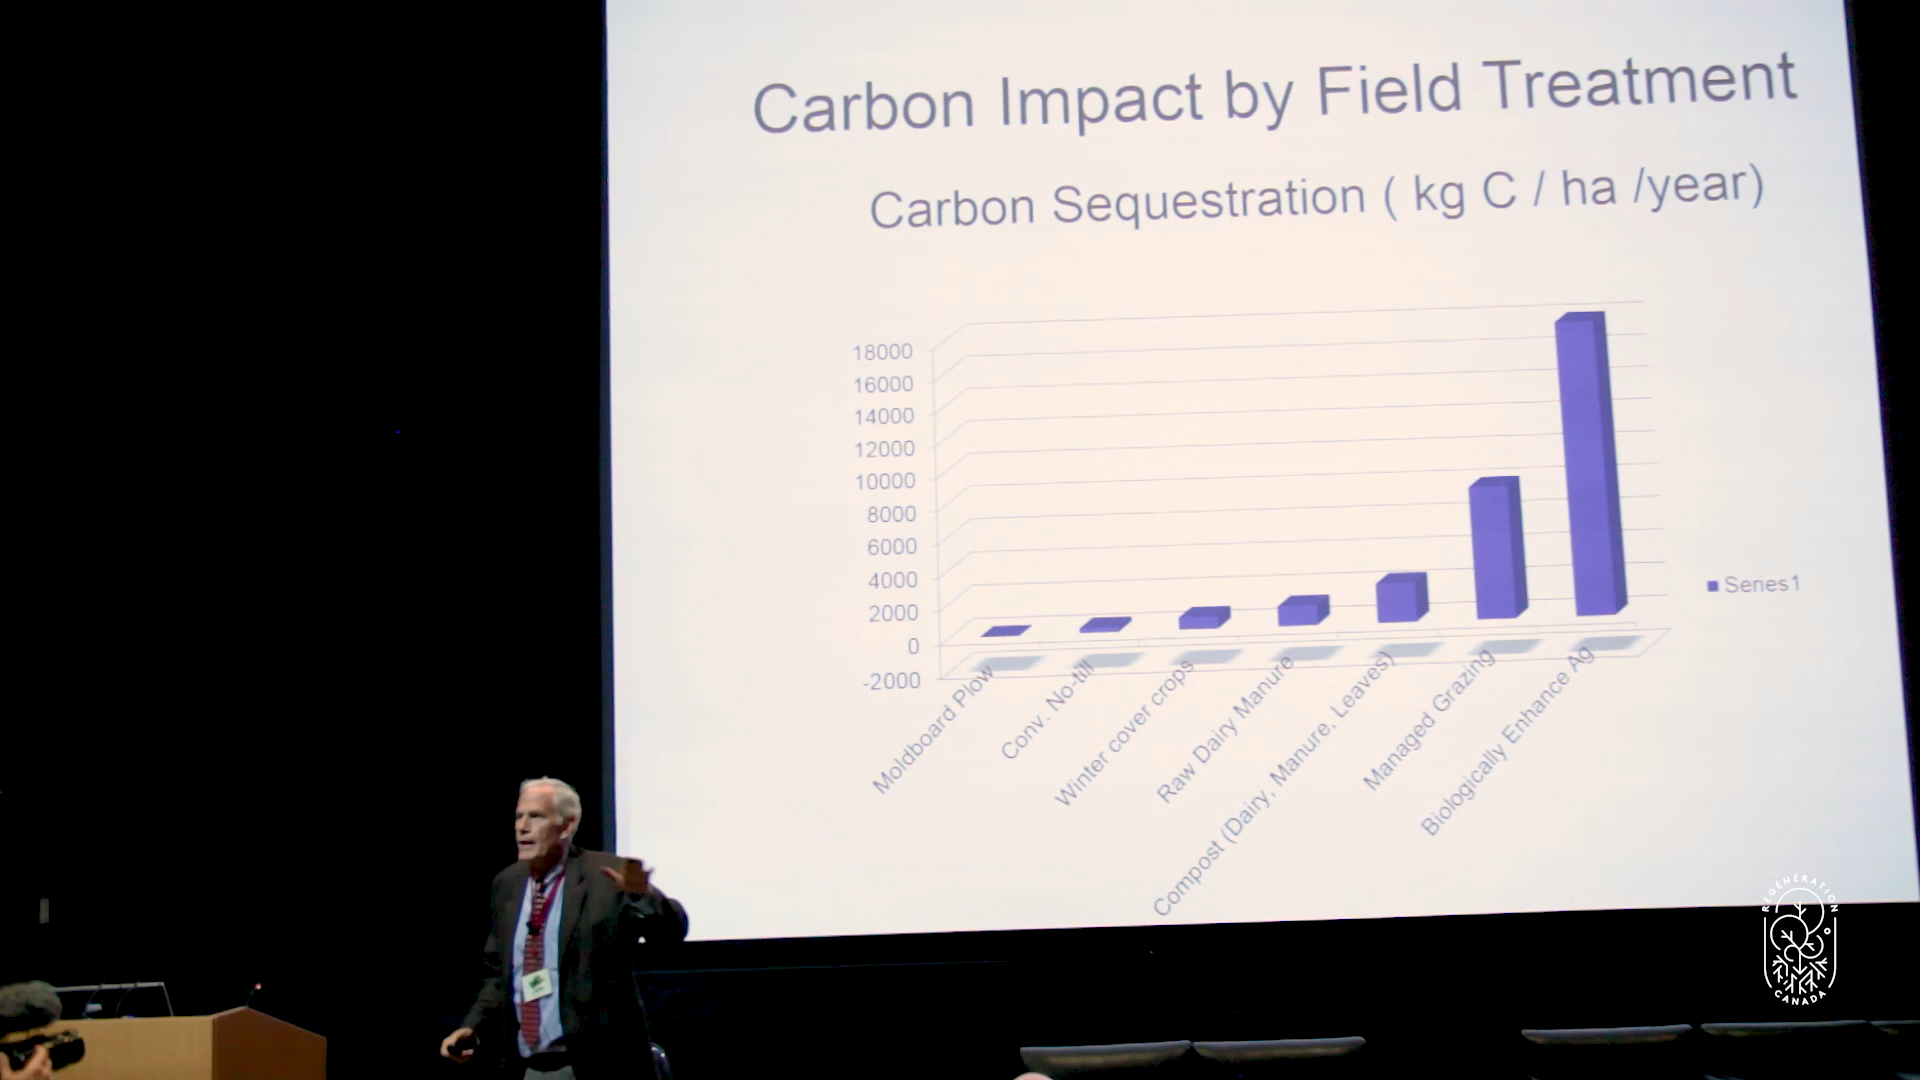 Carbon Impact by Field Treatment
Carbon Sequestration ( kg C / ha /year)
18000
16000
14000
12000
10000
8000
6000
4000
2000
0
-2000
Moldboard Plow
Conv. No-till
Winter cover crops
Raw Dairy Manure
Compost (Dairy, Manure, Leaves)
Managed Grazing
Biologically Enhance Ag
Series1
RÉGÉNÉRATION
CANADA